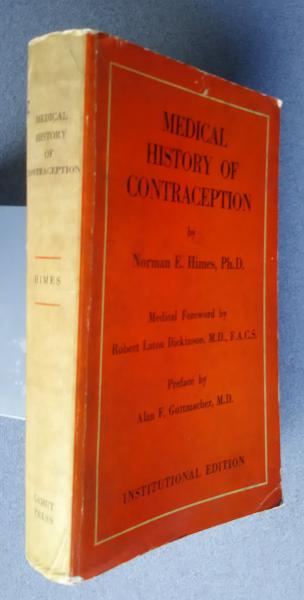 MEDICAL
HISTORY OF
CONTRACEPTION
by
Norman E. Himes, Ph.D.
Medical Foreword by
Robert Laton Dickinson, M.D., F.A.C.S.
Preface by
Alan F. Guttmacher, M.D.
INSTITUTIONAL EDITION
MEDICAL
HISTORY
OF
CONTRACEPTION
HIMES
GAMUT
PRESS